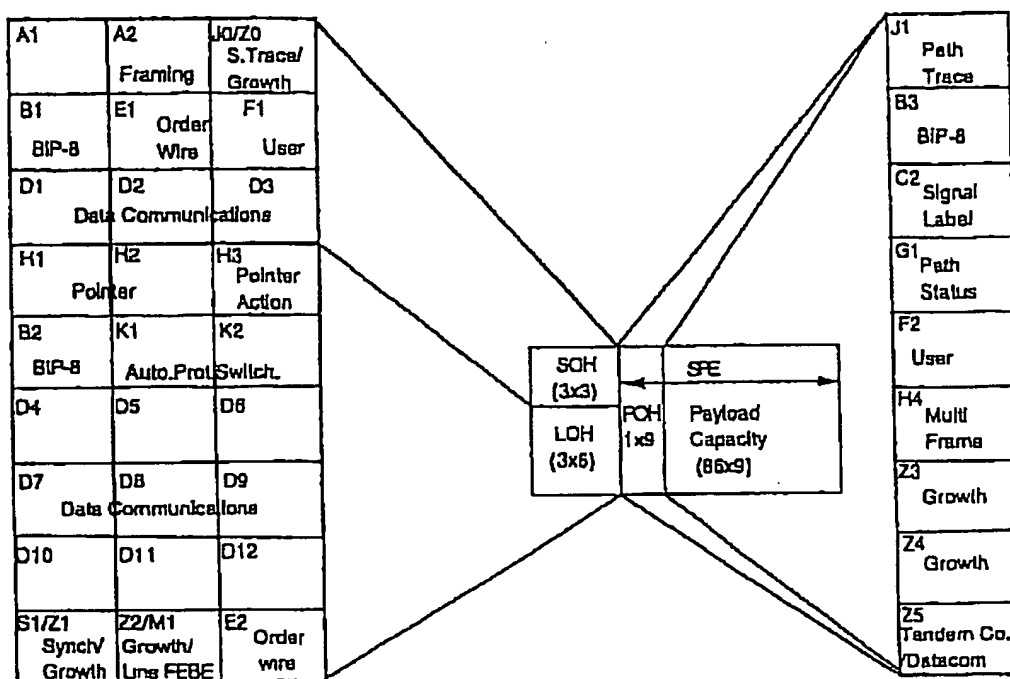 A1
A2
Framing
J0/Z0
S.Trace/
Growth
B1
BIP-8
E1
Order
Wire
F1
User
D1
D2
D3
Data Communications
H1
H2
Pointer
H3
Pointer
Action
B2
BIP-8
K1
K2
Auto.Prot.Switch.
D4
D5
D6
D7
D8
D9
Data Communications
D10
D11
D12
S1/Z1
Synch/
Growth
Z2/M1
Growth/
Line FEBE
E2
Order
wire
SOH
(3x3)
LOH
(3x6)
POH
1x9
SPE
Payload
Capacity
(86x9)
J1
Path
Trace
B3
BIP-8
C2
Signal
Label
G1
Path
Status
F2
User
H4
Multi
Frame
Z3
Growth
Z4
Growth
Z5
Tandem Co.
/Datacom